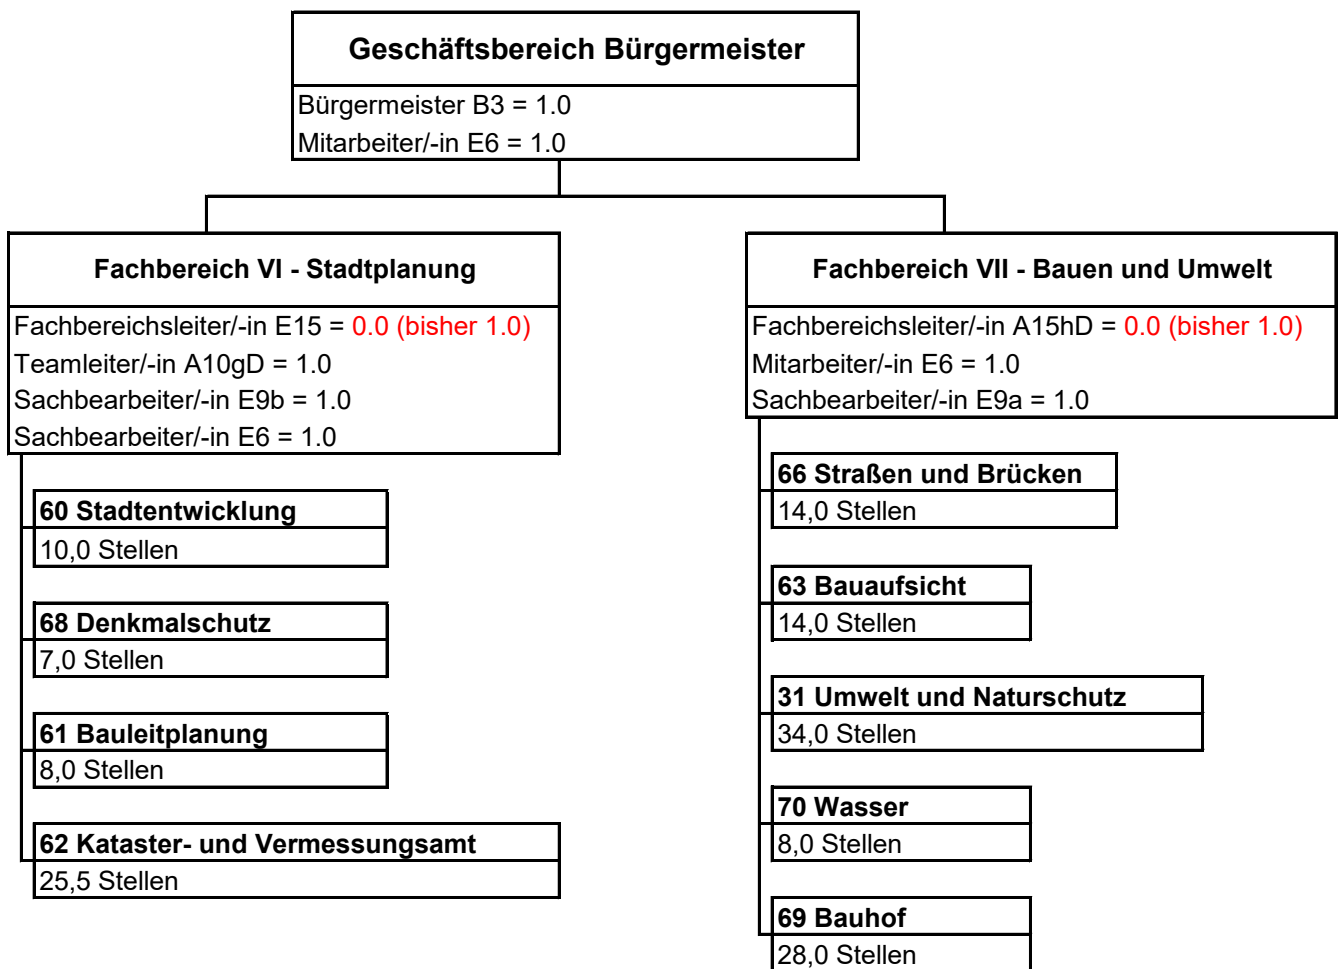 Geschäftsbereich Bürgermeister
Bürgermeister B3 = 1.0
Mitarbeiter/-in E6 = 1.0
Fachbereich VI - Stadtplanung
Fachbereichsleiter/-in E15 = 0.0 (bisher 1.0)
Teamleiter/-in A10gD = 1.0
Sachbearbeiter/-in E9b = 1.0
Sachbearbeiter/-in E6 = 1.0
60 Stadtentwicklung
10,0 Stellen
68 Denkmalschutz
7,0 Stellen
61 Bauleitplanung
8,0 Stellen
62 Kataster- und Vermessungsamt
25,5 Stellen
Fachbereich VII - Bauen und Umwelt
Fachbereichsleiter/-in A15hD = 0.0 (bisher 1.0)
Mitarbeiter/-in E6 = 1.0
Sachbearbeiter/-in E9a = 1.0
66 Straßen und Brücken
14,0 Stellen
63 Bauaufsicht
14,0 Stellen
31 Umwelt und Naturschutz
34,0 Stellen
70 Wasser
8,0 Stellen
69 Bauhof
28,0 Stellen